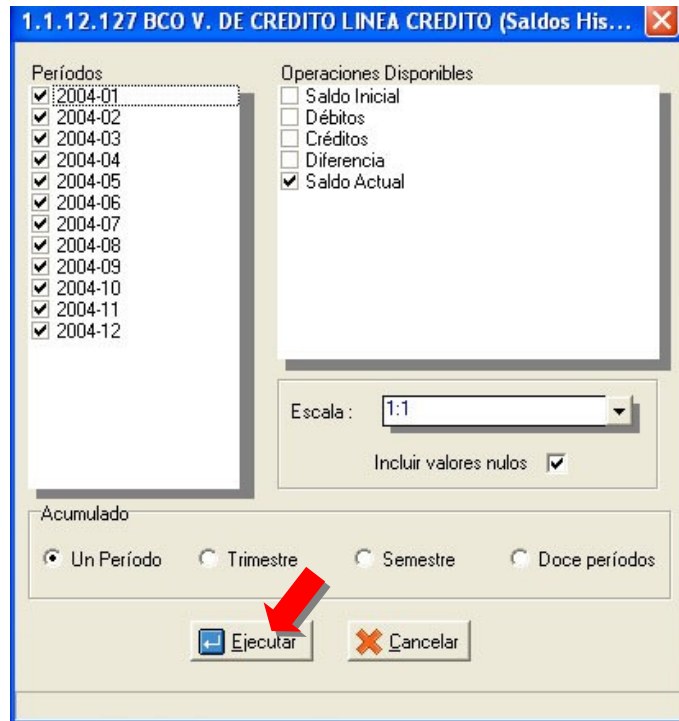 1.1.12.127 BCO V. DE CREDITO LINEA CREDITO (Saldos His...
Períodos
2004-01
2004-02
2004-03
2004-04
2004-05
2004-06
2004-07
2004-08
2004-09
2004-10
2004-11
2004-12
Operaciones Disponibles
Saldo Inicial
Débitos
Créditos
Diferencia
Saldo Actual
Escala : 1:1
Incluir valores nulos
Acumulado
Un Período Trimestre Semestre Doce períodos
Ejecutar Cancelar